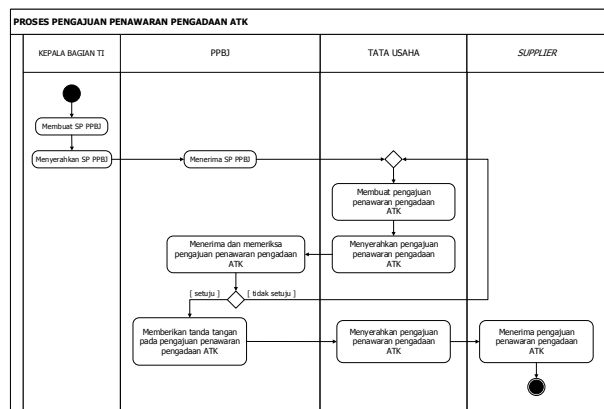 PROSES PENGAJUAN PENAWARAN PENGADAAN ATK
KEPALA BAGIAN TI
PPBJ
TATA USAHA
SUPPLIER
Membuat SP PPBJ
Menyerahkan SP PPBJ
Menerima SP PPBJ
Membuat pengajuan
penawaran pengadaan
ATK
Menyerahkan pengajuan
penawaran pengadaan
ATK
Menerima dan memeriksa
pengajuan penawaran pengadaan
ATK
[ setuju ]
[ tidak setuju ]
Memberikan tanda tangan
pada pengajuan penawaran
pengadaan ATK
Menyerahkan pengajuan
penawaran pengadaan
ATK
Menerima pengajuan
penawaran pengadaan
ATK